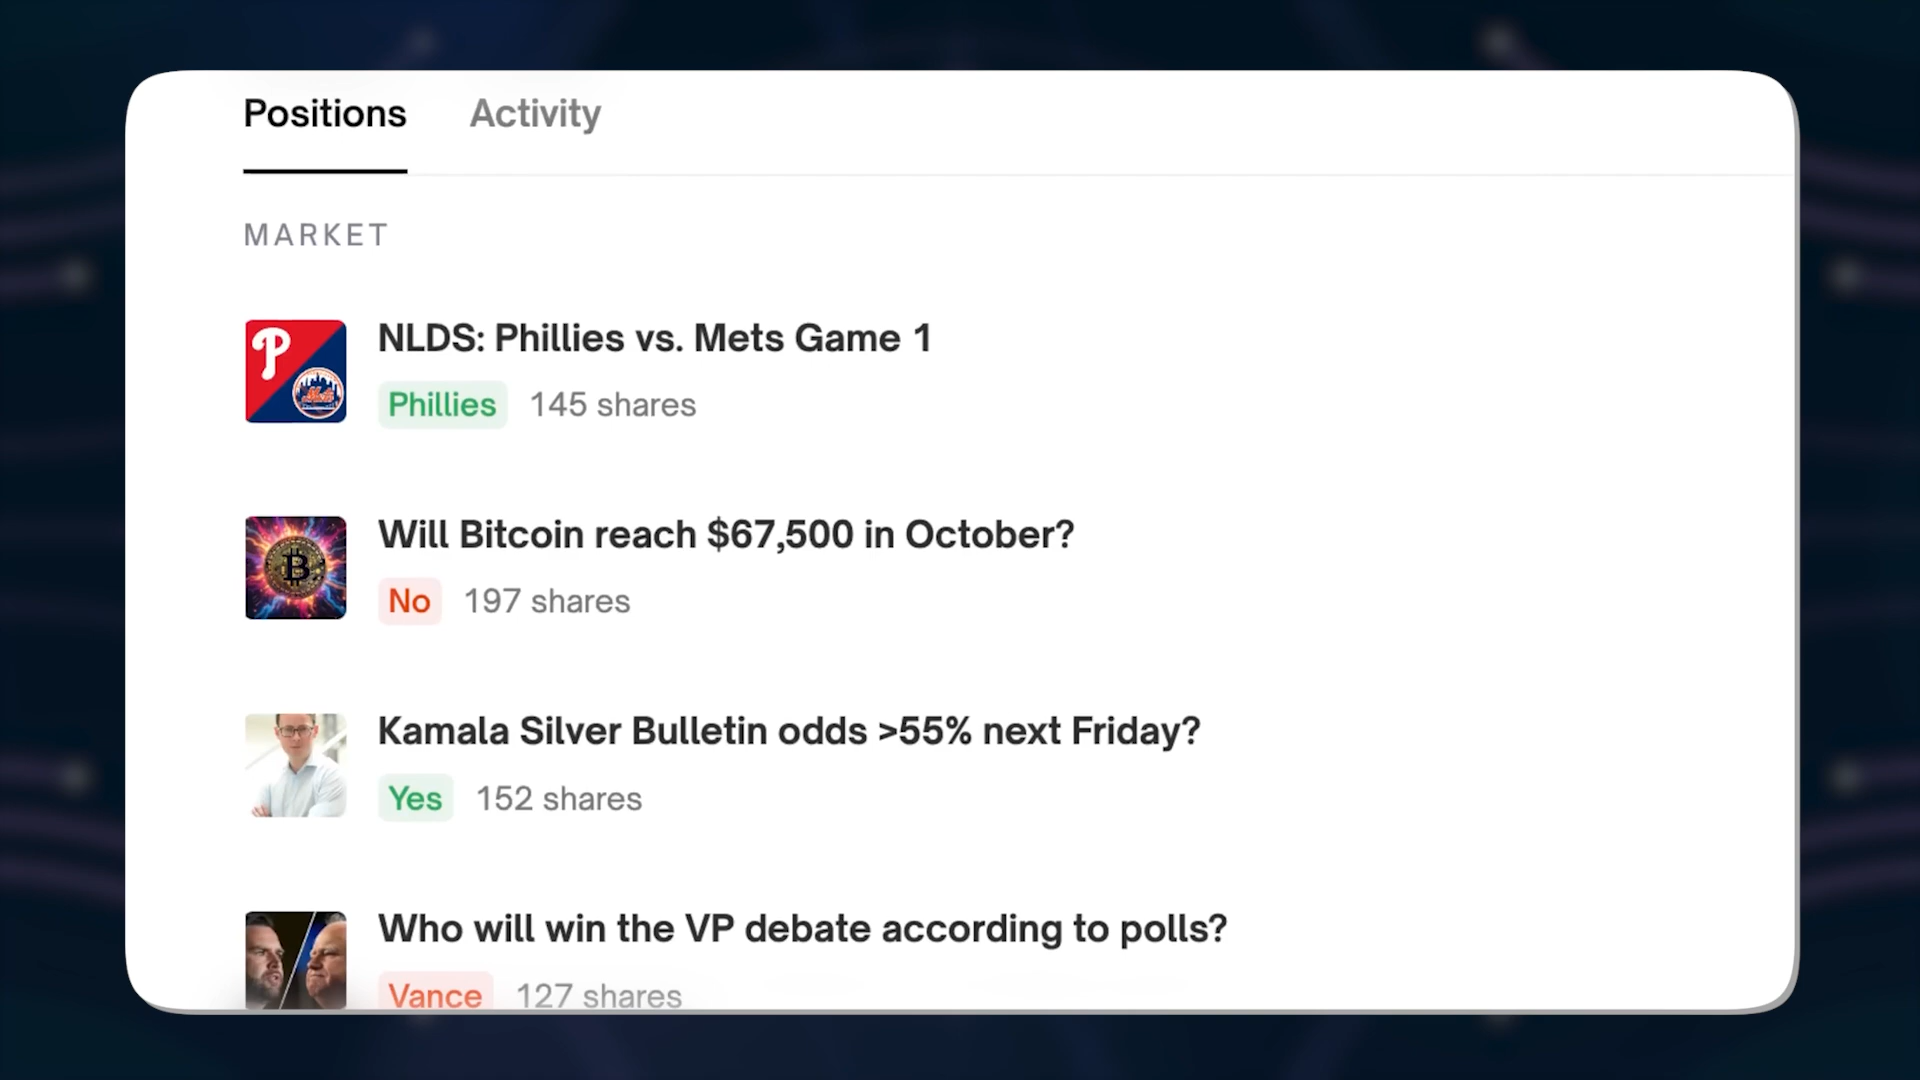 Positions Activity
MARKET
NLDS: Phillies vs. Mets Game 1
Phillies 145 shares
Will Bitcoin reach $67,500 in October?
No 197 shares
Kamala Silver Bulletin odds >55% next Friday?
Yes 152 shares
Who will win the VP debate according to polls?
Vance 127 shares